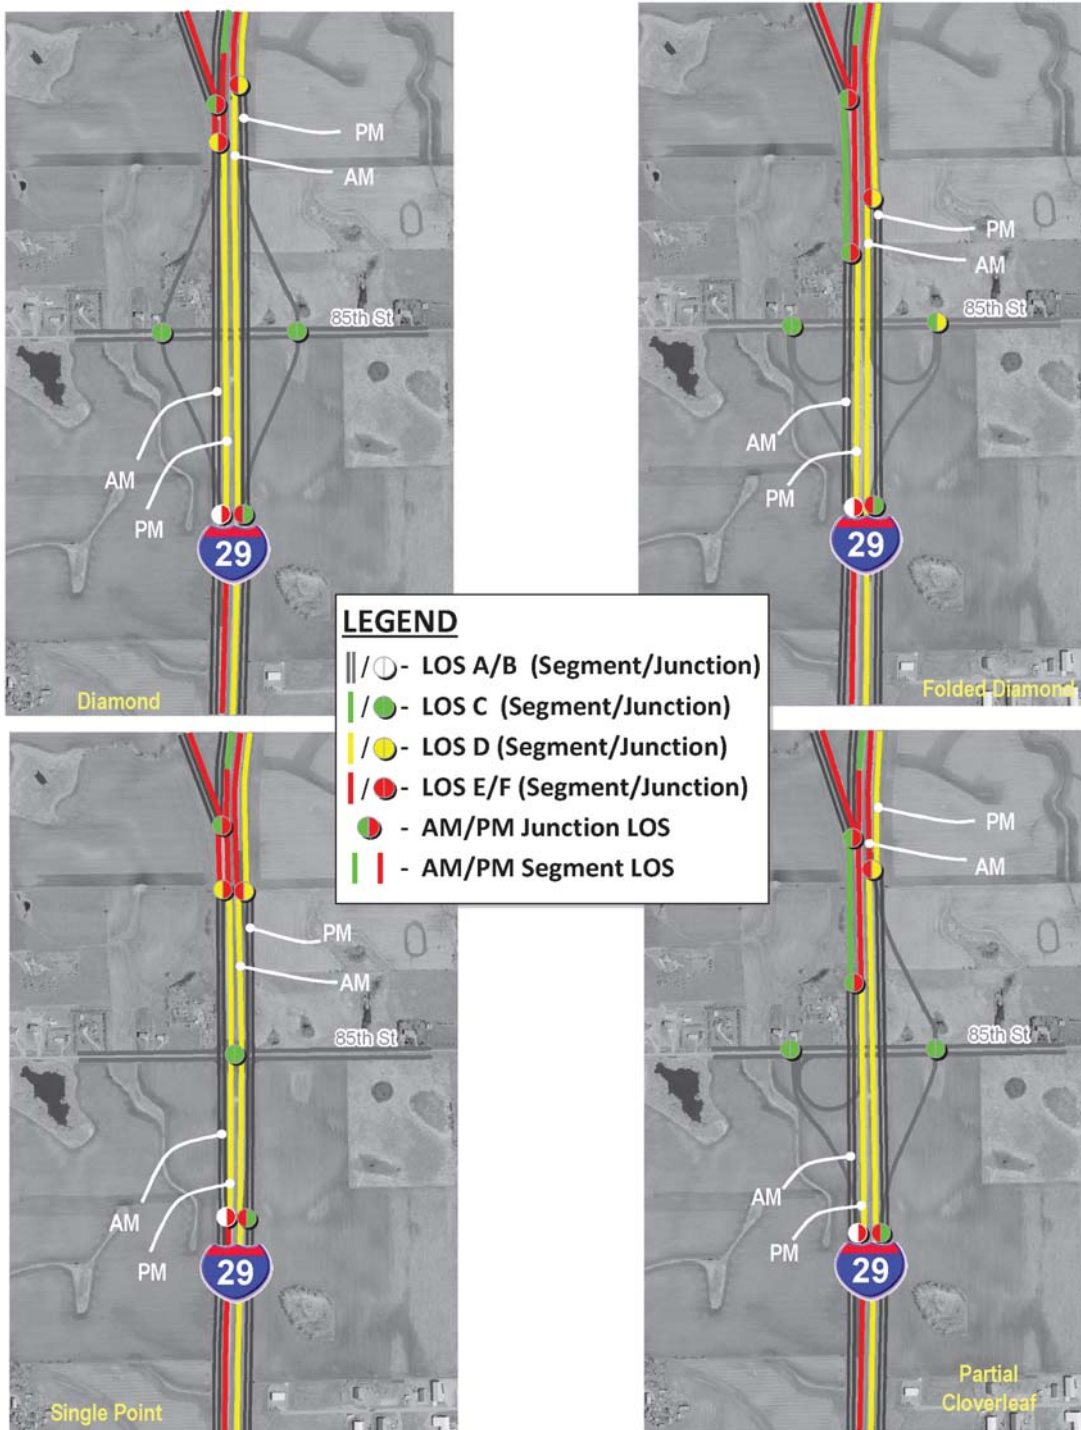 PM
AM
85th St
AM
PM
29
Diamond
PM
AM
85th St
AM
PM
29
Folded Diamond
LEGEND
/ - LOS A/B (Segment/Junction)
/ - LOS C (Segment/Junction)
/ - LOS D (Segment/Junction)
/ - LOS E/F (Segment/Junction)
- AM/PM Junction LOS
- AM/PM Segment LOS
PM
AM
85th St
AM
PM
29
Single Point
PM
AM
85th St
AM
PM
29
Partial
Cloverleaf